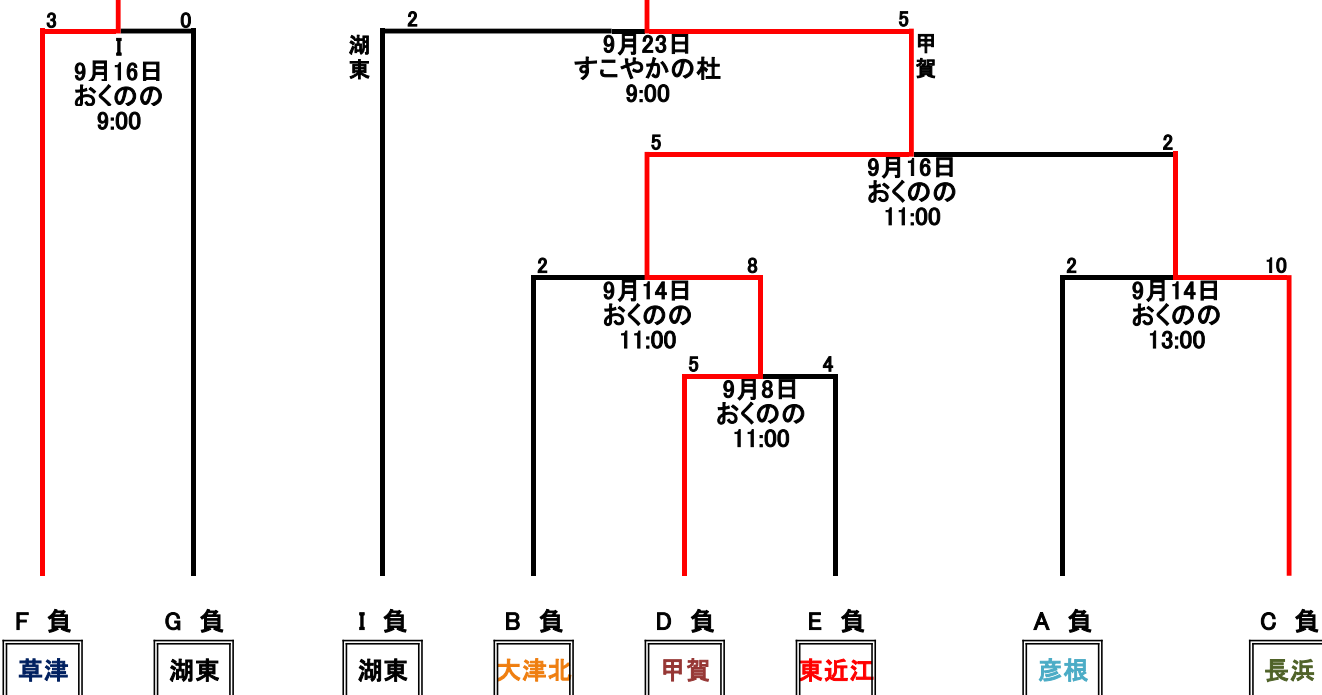 3 0
I
9月16日
おくのの
9:00
2 5
湖東
甲賀
9月23日
すこやかの杜
9:00
5 2
9月16日
おくのの
11:00
2 8
9月14日
おくのの
11:00
2 10
9月14日
おくのの
13:00
5 4
9月8日
おくのの
11:00
F 負 G 負 I 負 B 負 D 負 E 負 A 負 C 負
草津 湖東 湖東 大津北 甲賀 東近江 彦根 長浜